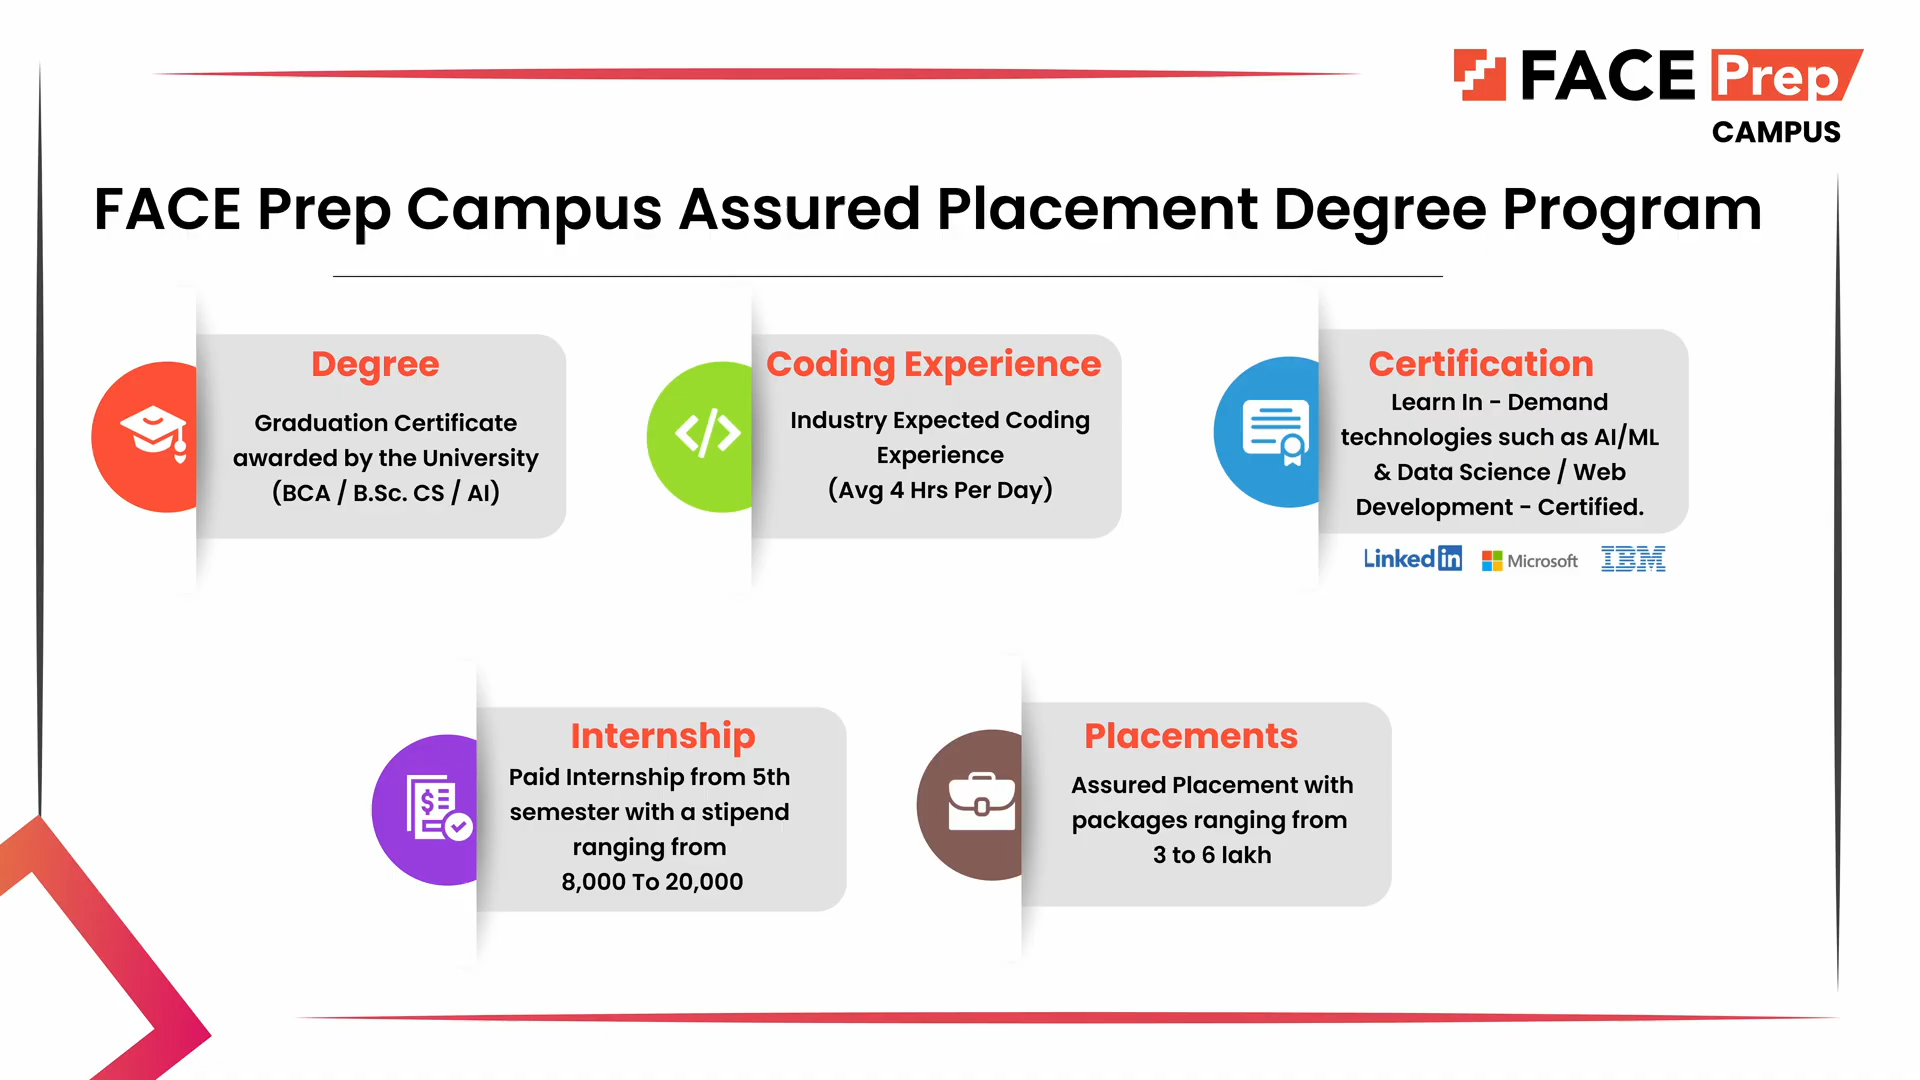 FACE Prep
CAMPUS
FACE Prep Campus Assured Placement Degree Program
Degree
Graduation Certificate
awarded by the University
(BCA / B.Sc. CS / AI)
Coding Experience
Industry Expected Coding
Experience
(Avg 4 Hrs Per Day)
Certification
Learn In - Demand
technologies such as AI/ML
& Data Science / Web
Development - Certified.
Linkedin Microsoft IBM
Internship
Paid Internship from 5th
semester with a stipend
ranging from
8,000 To 20,000
Placements
Assured Placement with
packages ranging from
3 to 6 lakh